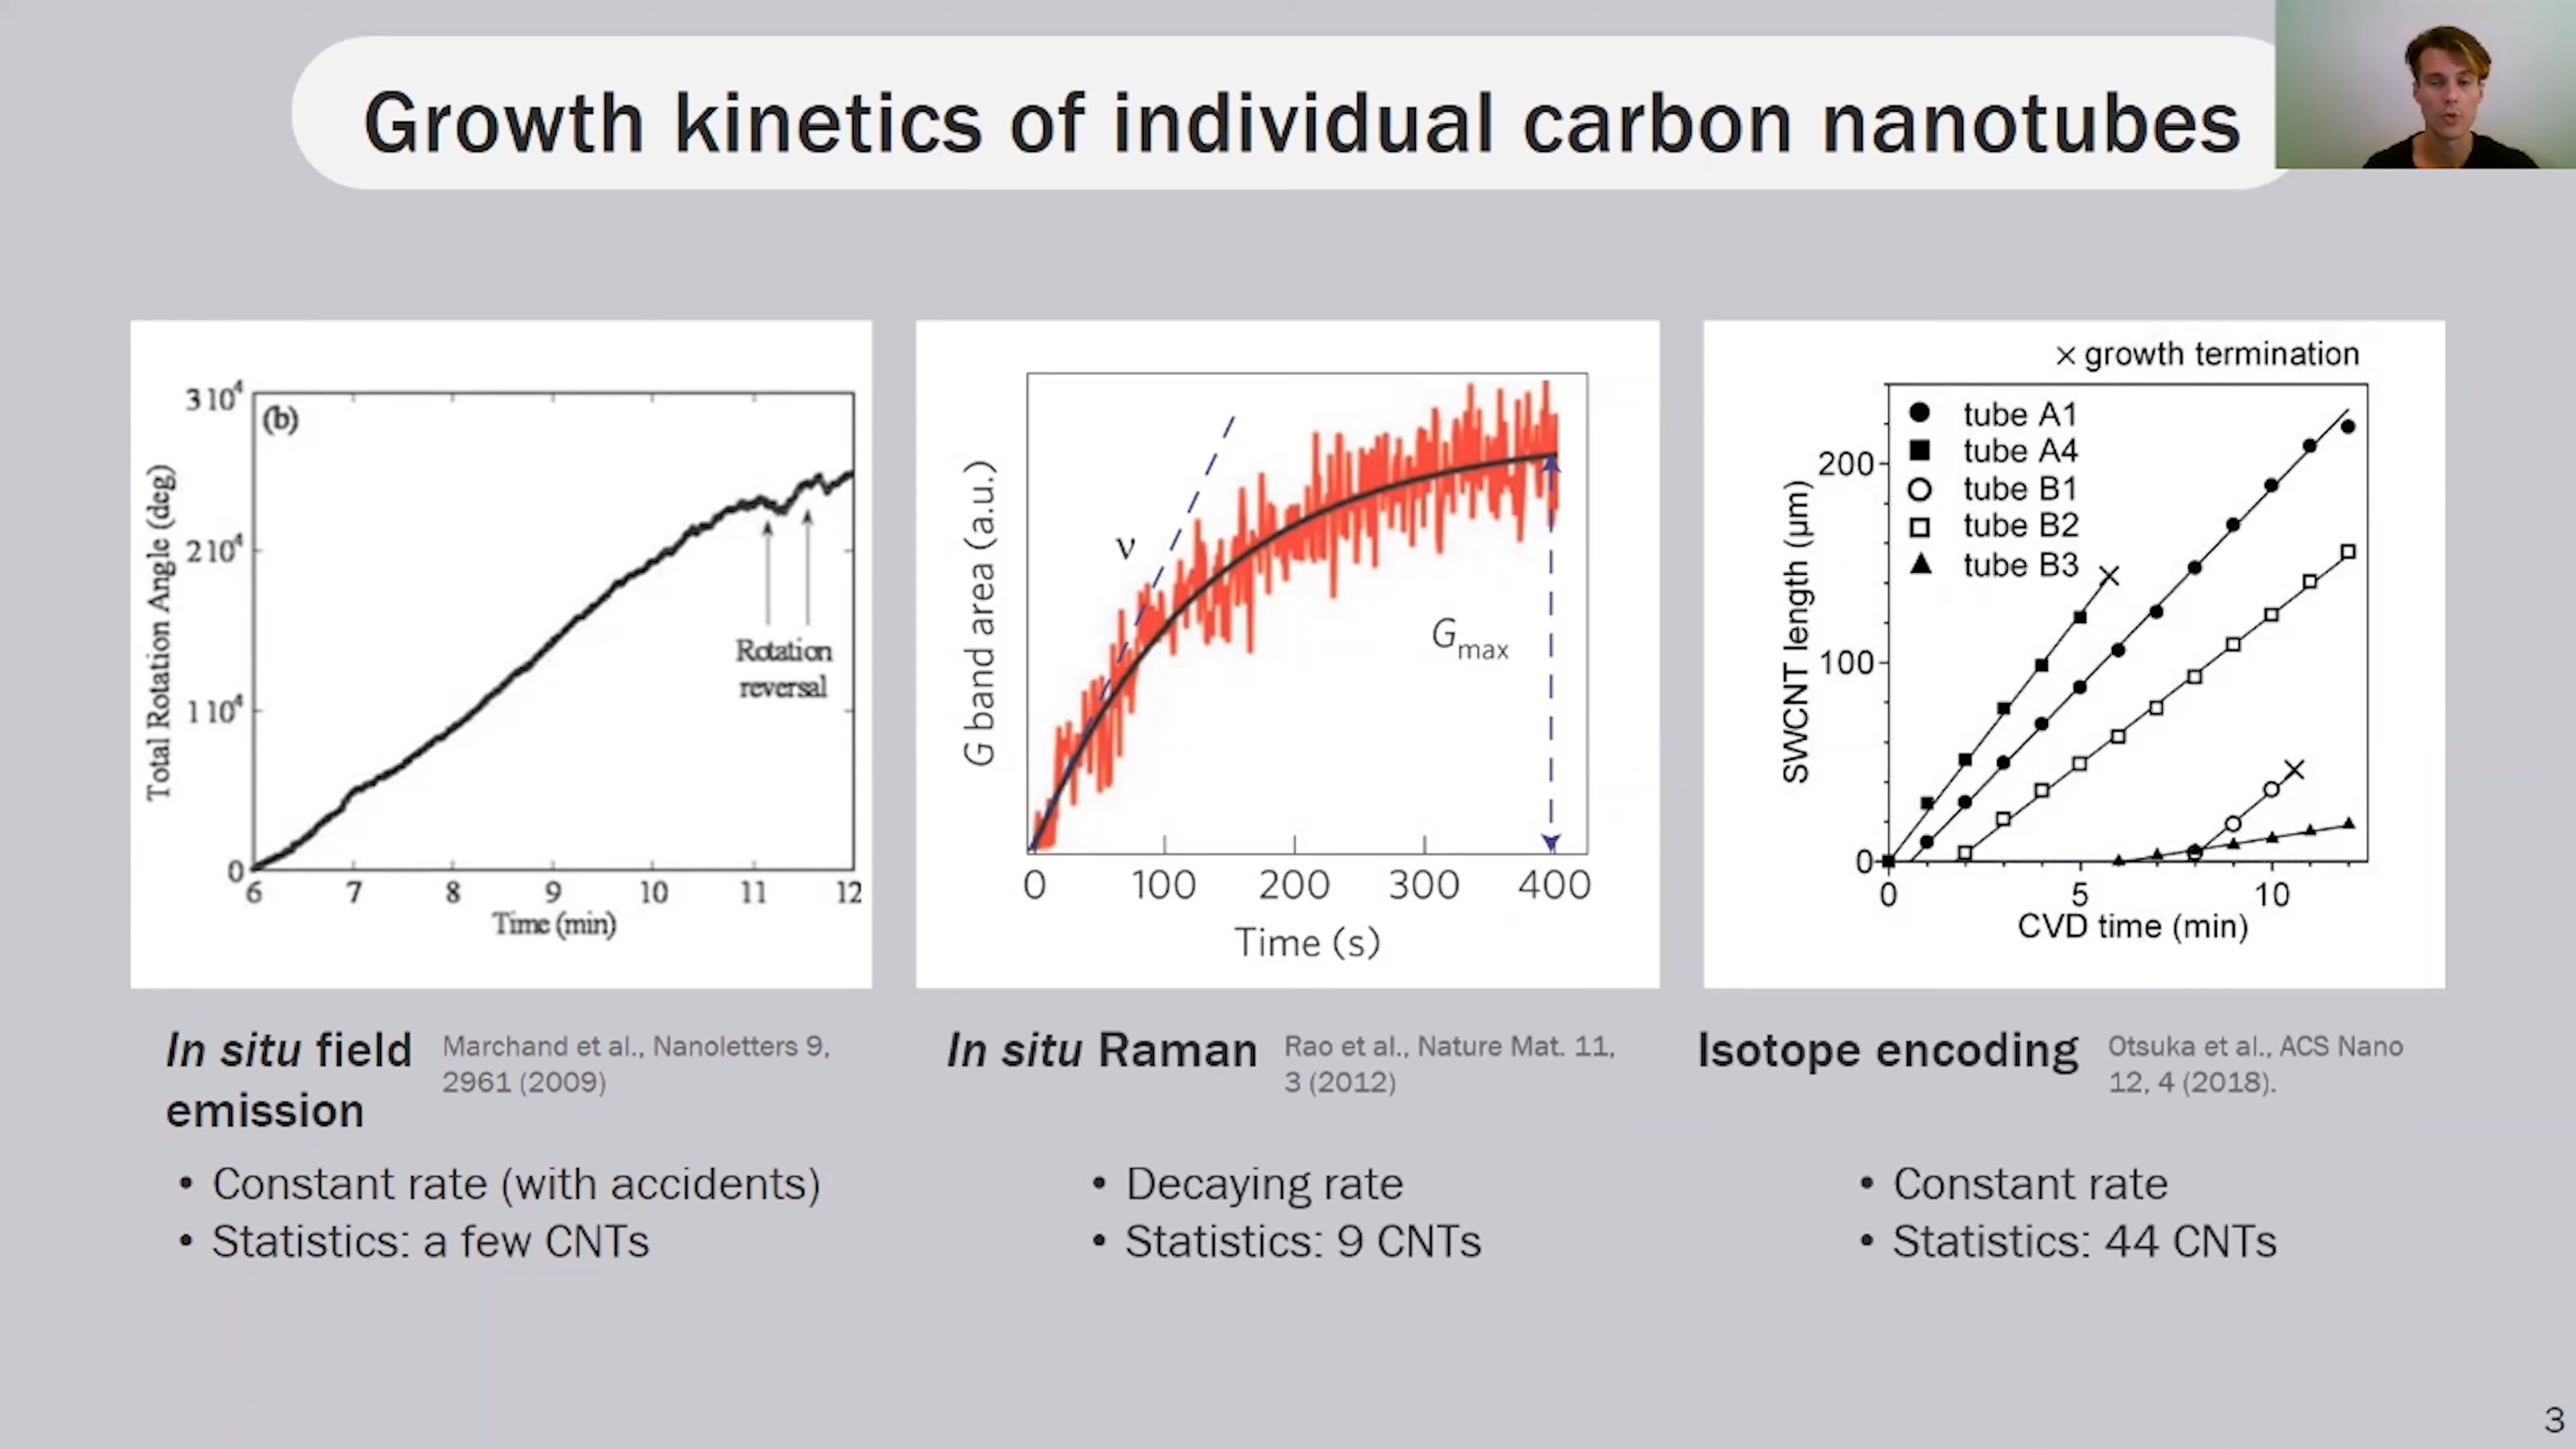 Growth kinetics of individual carbon nanotubes
3 10⁴
(b)
2 10⁴
1 10⁴
0
Total Rotation Angle (deg)
Rotation
reversal
6 7 8 9 10 11 12
Time (min)
G band area (a.u.)
ν
G max
0 100 200 300 400
Time (s)
× growth termination
tube A1
tube A4
tube B1
tube B2
tube B3
200
100
0
SWCNT length (μm)
0 5 10
CVD time (min)
In situ field
emission
Marchand et al., Nanoletters 9,
2961 (2009)
• Constant rate (with accidents)
• Statistics: a few CNTs
In situ Raman
Rao et al., Nature Mat. 11,
3 (2012)
• Decaying rate
• Statistics: 9 CNTs
Isotope encoding
Otsuka et al., ACS Nano
12, 4 (2018).
• Constant rate
• Statistics: 44 CNTs
3